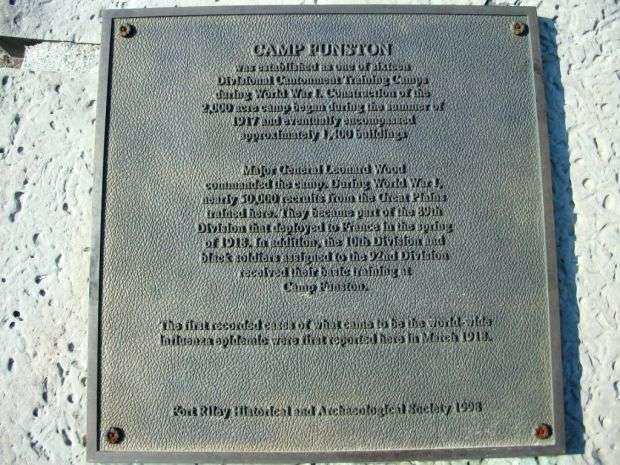 CAMP FUNSTON
was established as one of sixteen
Divisional Cantonment Training Camps
during World War I. Construction of the
2,000 acre camp began during the summer of
1917 and eventually encompassed
approximately 1,400 buildings
Major General Leonard Wood
commanded the camp. During World War I,
nearly 50,000 recruits from the Great Plains
trained here. They became part of the 89th
Division that deployed to France in the spring
of 1918. In addition, the 10th Division and
black soldiers assigned to the 92nd Division
received their basic training at
Camp Funston.
The first recorded cases of what came to be the world-wide
influenza epidemic were first reported here in March 1918.
Fort Riley Historical and Archaeological Society 1998